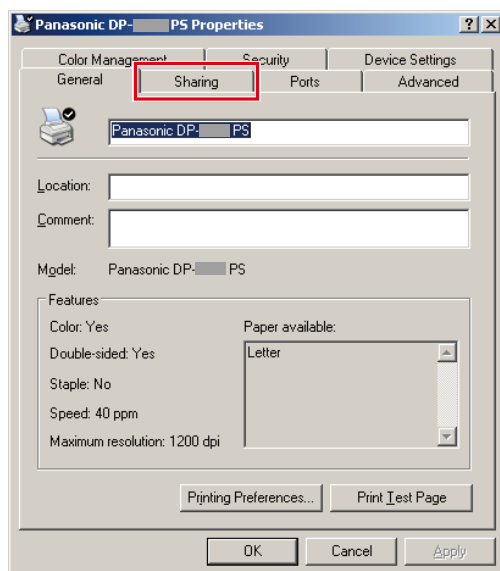 Panasonic DP- PS Properties
Color Management Security Device Settings
General Sharing Ports Advanced
Panasonic DP- PS
Location:
Comment:
Model: Panasonic DP- PS
Features
Color: Yes
Double-sided: Yes
Staple: No
Speed: 40 ppm
Maximum resolution: 1200 dpi
Paper available:
Letter
Printing Preferences... Print Test Page
OK Cancel Apply